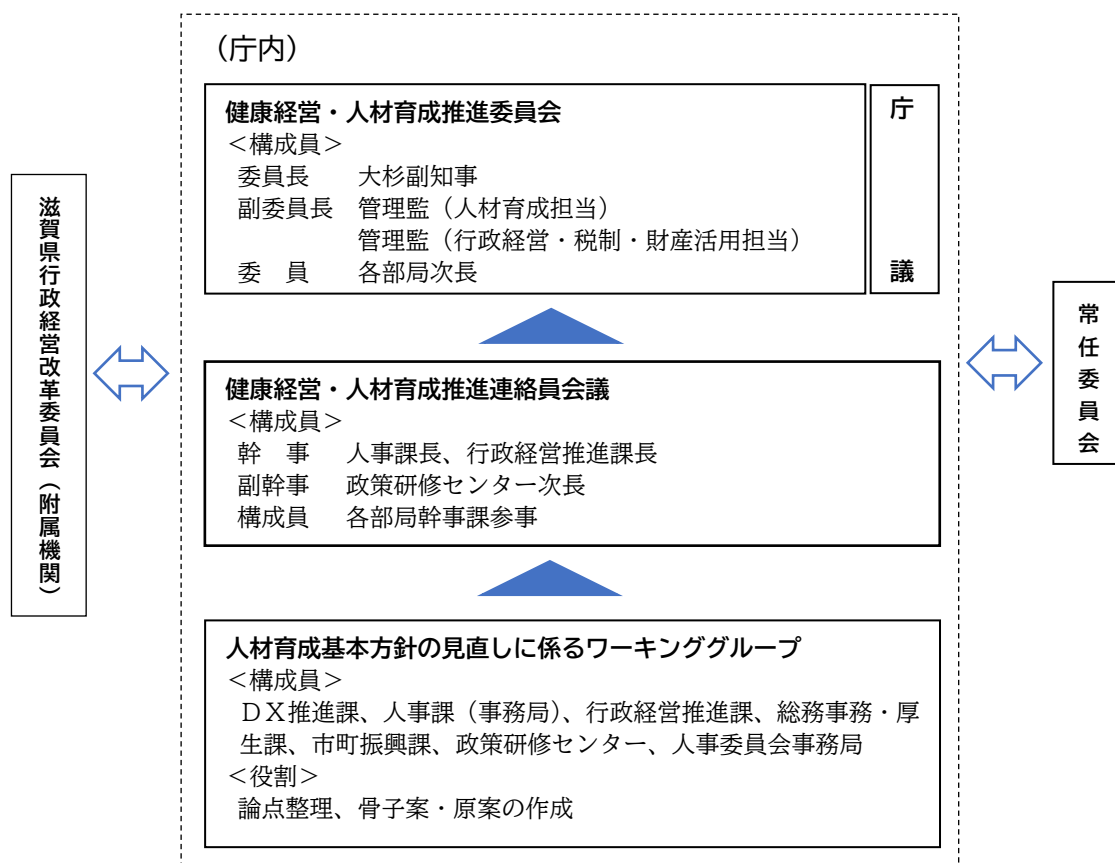 （庁内）
健康経営・人材育成推進委員会
＜構成員＞
委員長　　大杉副知事
副委員長　管理監（人材育成担当）
管理監（行政経営・税制・財産活用担当）
委　員　　各部局次長
庁　議
滋賀県行政経営改革委員会（附属機関）
常任委員会
健康経営・人材育成推進連絡員会議
＜構成員＞
幹　事　　人事課長、行政経営推進課長
副幹事　　政策研修センター次長
構成員　　各部局幹事課参事
人材育成基本方針の見直しに係るワーキンググループ
＜構成員＞
ＤＸ推進課、人事課（事務局）、行政経営推進課、総務事務・厚
生課、市町振興課、政策研修センター、人事委員会事務局
＜役割＞
論点整理、骨子案・原案の作成